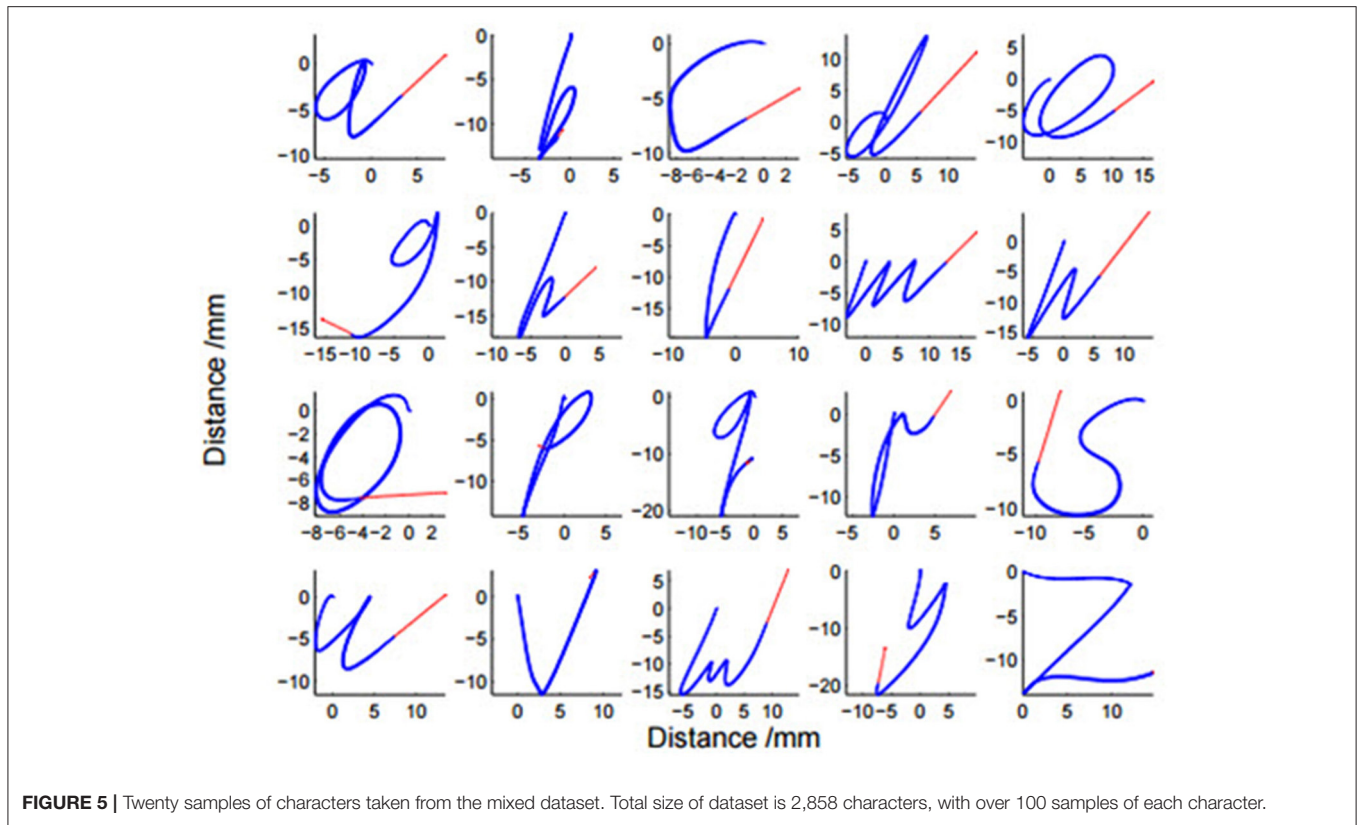 0
−5
−10
a
−5 0 5
0
−5
−10
b
−5 0 5
0
−5
−10
c
−8 −6 −4 −2 0 2
10
5
0
−5
d
−5 0 5 10
5
0
−5
−10
e
0 5 10 15
0
−5
−10
−15
g
−15 −10 −5 0
0
−5
−10
−15
h
−10 −5 0 5
0
−5
−10
−15
l
−10 0 10
5
0
−5
−10
m
0 5 10 15
0
−5
−10
−15
n
−5 0 5 10
Distance /mm
0
−2
−4
−6
−8
o
−8 −6 −4 −2 0 2
0
−5
−10
p
−5 0 5
0
−10
−20
q
−10 −5 0 5
0
−5
−10
r
−5 0 5
0
−5
−10
s
−10 −5 0
0
−5
−10
u
0 5 10
0
−5
−10
v
0 5 10
5
0
−5
−10
−15
w
−5 0 5 10
0
−10
−20
y
−10 −5 0 5
0
−5
−10
z
0 5 10
Distance /mm
FIGURE 5 | Twenty samples of characters taken from the mixed dataset. Total size of dataset is 2,858 characters, with over 100 samples of each character.